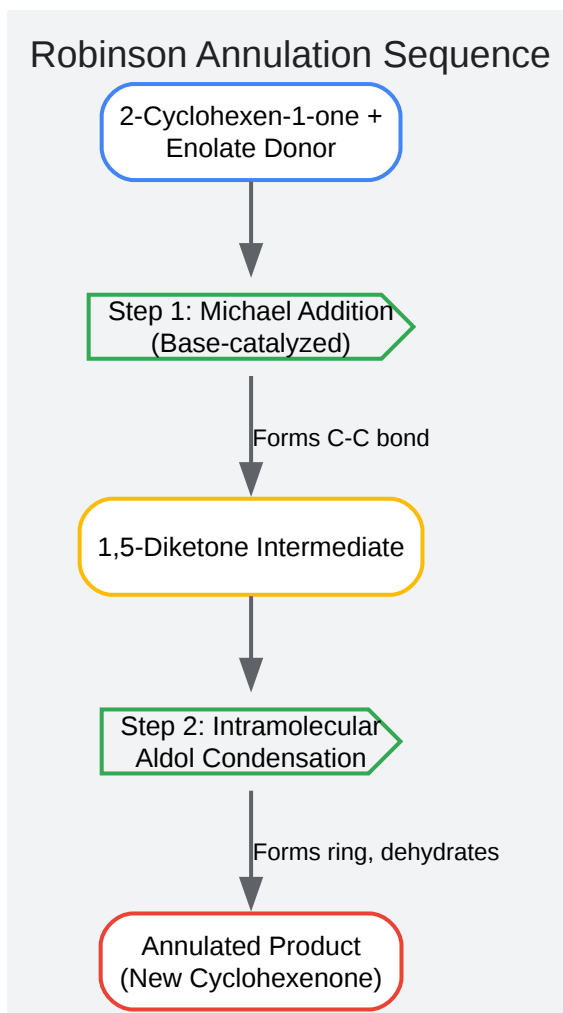 Robinson Annulation Sequence
2-Cyclohexen-1-one +
Enolate Donor
Step 1: Michael Addition
(Base-catalyzed)
Forms C-C bond
1,5-Diketone Intermediate
Step 2: Intramolecular
Aldol Condensation
Forms ring, dehydrates
Annulated Product
(New Cyclohexenone)